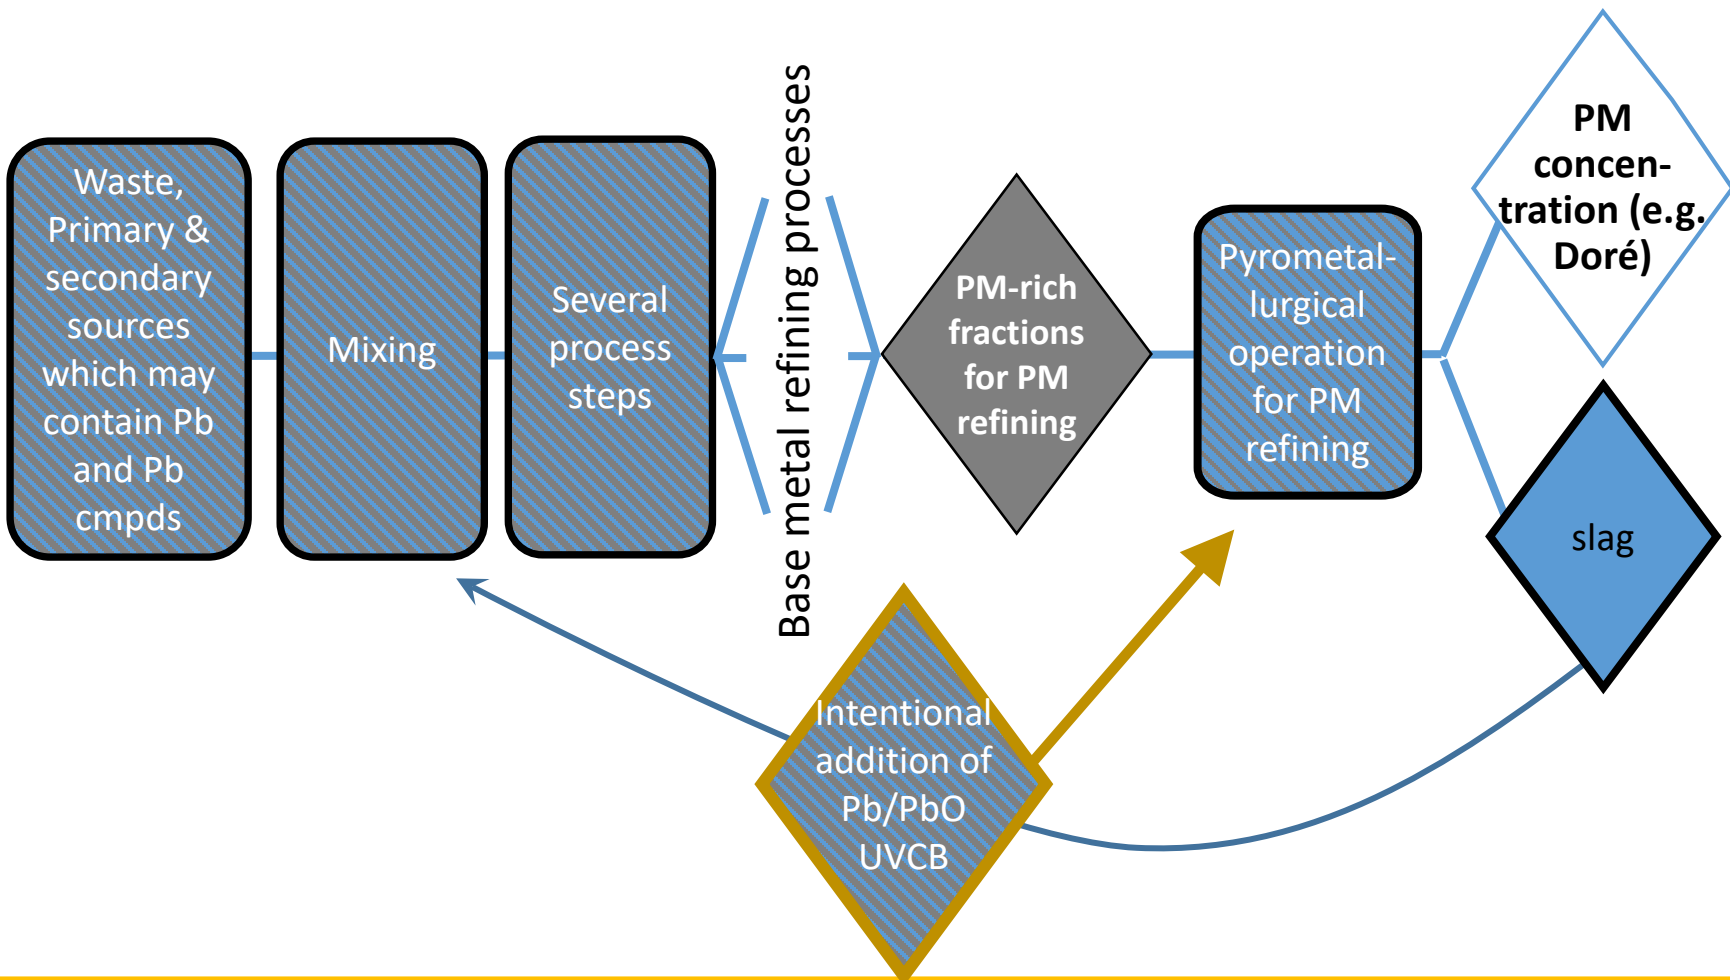 Waste,
Primary &
secondary
sources
which may
contain Pb
and Pb
cmpds
Mixing
Several
process
steps
Base metal refining processes
PM-rich
fractions
for PM
refining
Pyrometal-
lurgical
operation
for PM
refining
PM
concen-
tration (e.g.
Doré)
slag
Intentional
addition of
Pb/PbO
UVCB